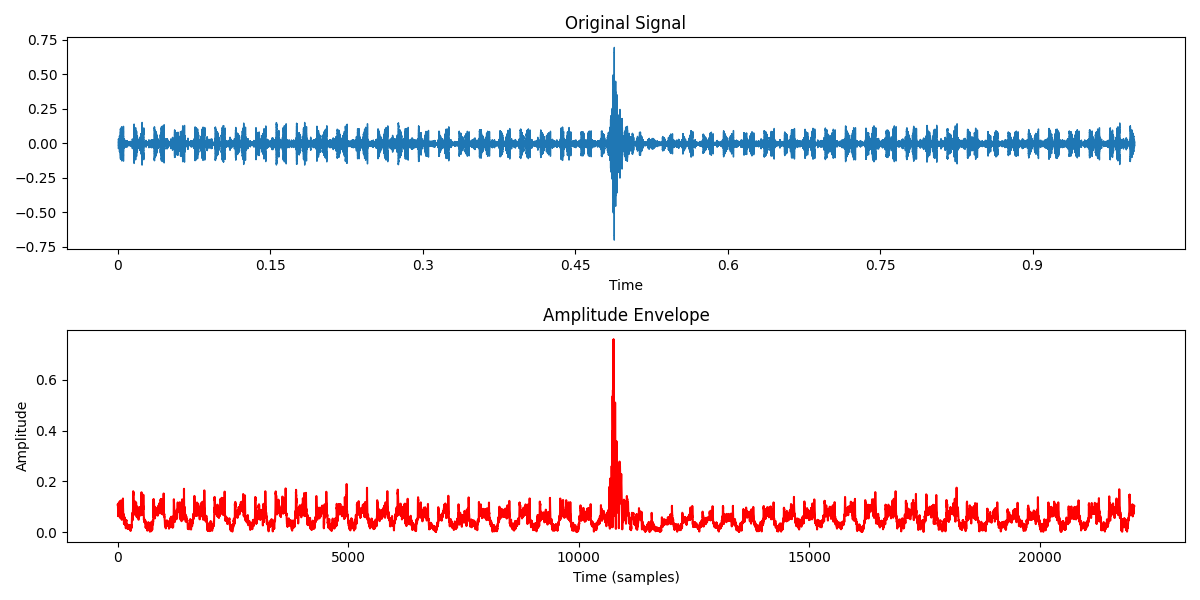 Original Signal
0.75
0.50
0.25
0.00
−0.25
−0.50
−0.75
0 0.15 0.3 0.45 0.6 0.75 0.9
Time
Amplitude Envelope
Amplitude
0.6
0.4
0.2
0.0
0 5000 10000 15000 20000
Time (samples)